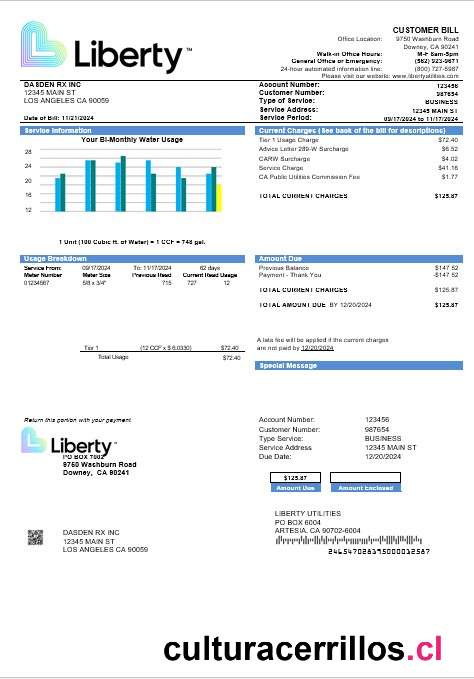 Liberty™
CUSTOMER BILL
Office Location: 9750 Washburn Road
Downey, CA 90241
Walk-in Office Hours: M-F 8am-5pm
General Office or Emergency: (562) 923-9671
24-hour automated information line: (800) 727-5987
Please visit our website: www.libertyutilities.com
DASDEN RX INC
12345 MAIN ST
LOS ANGELES CA 90059
Date of Bill: 11/21/2024
Account Number: 123456
Customer Number: 987654
Type of Service: BUSINESS
Service Address: 12345 MAIN ST
Service Period: 09/17/2024 to 11/17/2024
Service Information
Your Bi-Monthly Water Usage
28
24
20
16
12
1 Unit (100 Cubic ft. of Water) = 1 CCF = 748 gal.
Current Charges (See back of the bill for descriptions)
Tier 1 Usage Charge $72.40
Advice Letter 289-W Surcharge $6.52
CARW Surcharge $4.02
Service Charge $41.16
CA Public Utilities Commission Fee $1.77
TOTAL CURRENT CHARGES $125.87
Usage Breakdown
Service From: 09/17/2024 To: 11/17/2024 62 days
Meter Number Meter Size Previous Read Current Read Usage
01234567 5/8 x 3/4" 715 727 12
Tier 1 (12 CCF x $ 6.0330) $72.40
Total Usage $72.40
Amount Due
Previous Balance $147.52
Payment - Thank You -$147.52
TOTAL CURRENT CHARGES $125.87
TOTAL AMOUNT DUE BY 12/20/2024 $125.87
A late fee will be applied if the current charges
are not paid by 12/20/2024
Special Message
Return this portion with your payment
Liberty™
PO BOX 7002
9750 Washburn Road
Downey, CA 90241
Account Number: 123456
Customer Number: 987654
Type Service: BUSINESS
Service Address 12345 MAIN ST
Due Date: 12/20/2024
$125.87
Amount Due Amount Enclosed
LIBERTY UTILITIES
PO BOX 6004
ARTESIA, CA 90702-6004
DASDEN RX INC
12345 MAIN ST
LOS ANGELES CA 90059
culturacerrillos.cl